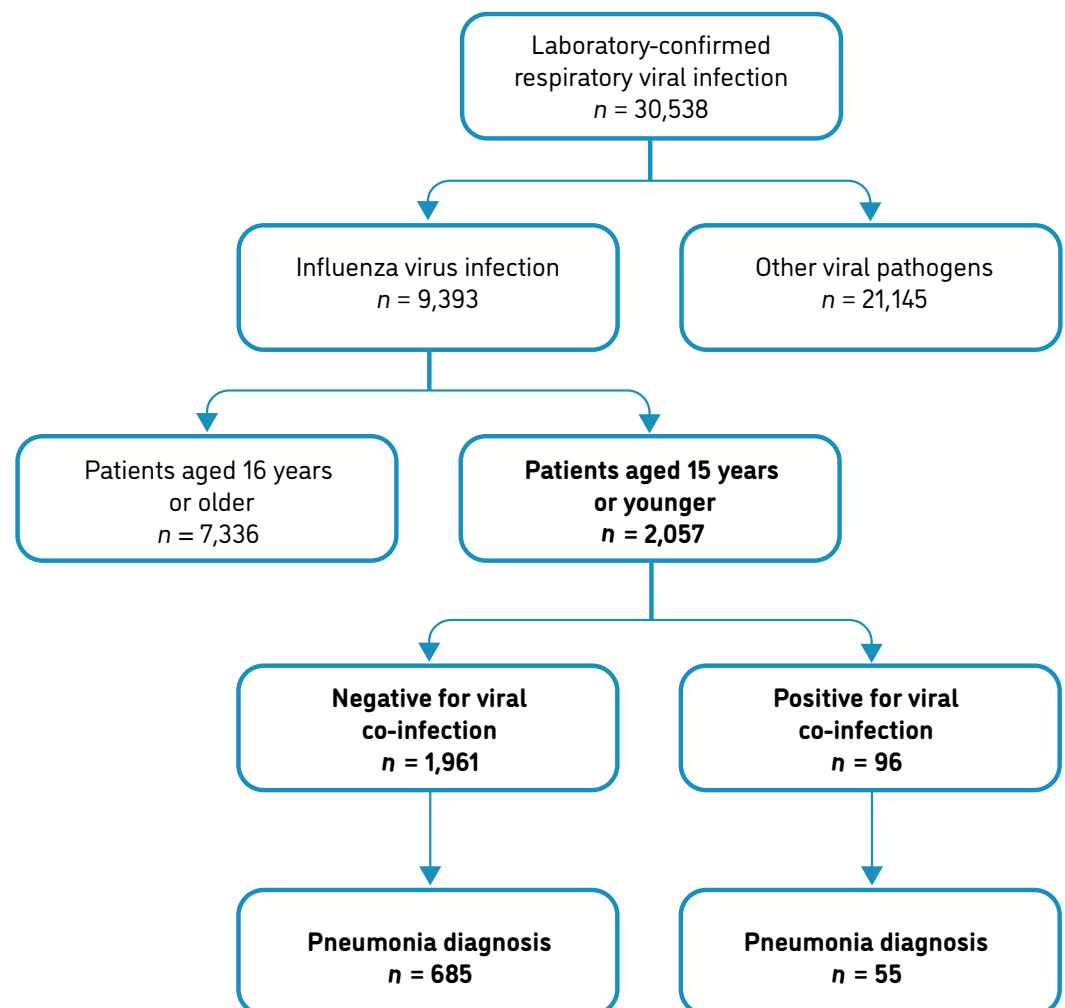 Laboratory-confirmed
respiratory viral infection
n = 30,538
Influenza virus infection
n = 9,393
Other viral pathogens
n = 21,145
Patients aged 16 years
or older
n = 7,336
Patients aged 15 years
or younger
n = 2,057
Negative for viral
co-infection
n = 1,961
Positive for viral
co-infection
n = 96
Pneumonia diagnosis
n = 685
Pneumonia diagnosis
n = 55